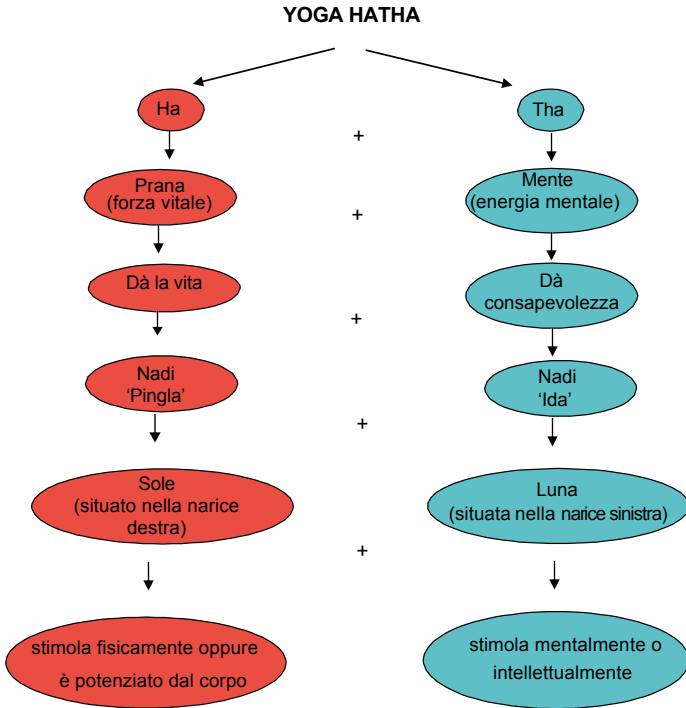 YOGA HATHA
Ha
Tha
+
Prana
(forza vitale)
Mente
(energia mentale)
+
Dà la vita
Dà
consapevolezza
+
Nadi
‘Pingla’
Nadi
‘Ida’
+
Sole
(situato nella narice
destra)
Luna
(situata nella narice sinistra)
+
stimola fisicamente oppure
è potenziato dal corpo
stimola mentalmente o
intellettualmente